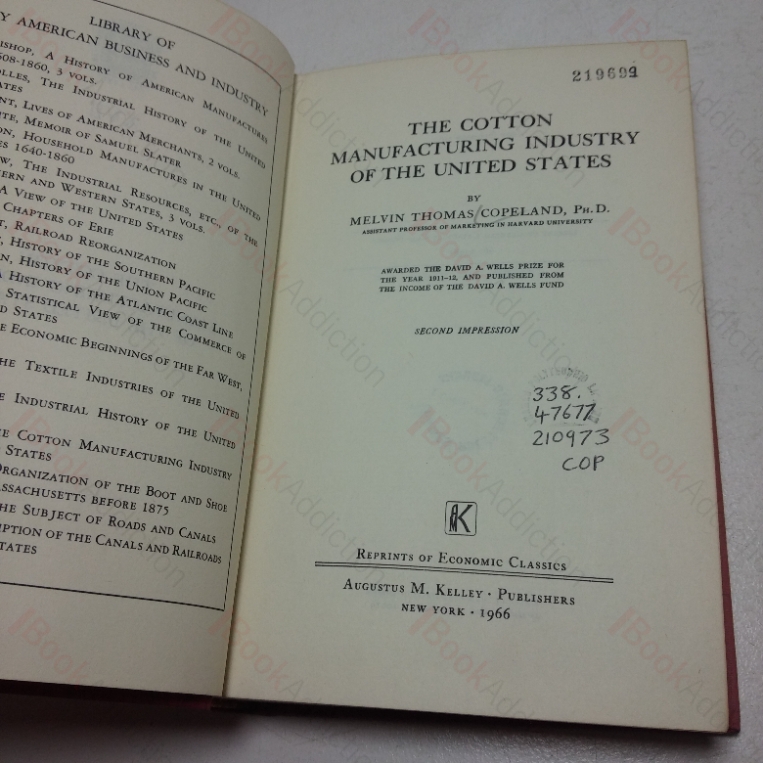 LIBRARY OF
Y AMERICAN BUSINESS AND INDUSTRY
ISHOP, A HISTORY OF AMERICAN MANUFACTURES
608-1860, 3 VOLS.
OLLES, THE INDUSTRIAL HISTORY OF THE UNITED
ATES
NT, LIVES OF AMERICAN MERCHANTS, 2 VOLS.
ITE, MEMOIR OF SAMUEL SLATER
ON, HOUSEHOLD MANUFACTURES IN THE UNITED
ES 1640-1860
W, THE INDUSTRIAL RESOURCES, ETC., OF THE
ERN AND WESTERN STATES, 3 VOLS.
A VIEW OF THE UNITED STATES
CHAPTERS OF ERIE
T, RAILROAD REORGANIZATION
, HISTORY OF THE SOUTHERN PACIFIC
N, HISTORY OF THE UNION PACIFIC
A HISTORY OF THE ATLANTIC COAST LINE
STATISTICAL VIEW OF THE COMMERCE OF
D STATES
E ECONOMIC BEGINNINGS OF THE FAR WEST,
HE TEXTILE INDUSTRIES OF THE UNITED
E INDUSTRIAL HISTORY OF THE UNITED
E COTTON MANUFACTURING INDUSTRY
STATES
ORGANIZATION OF THE BOOT AND SHOE
ASSACHUSETTS BEFORE 1875
THE SUBJECT OF ROADS AND CANALS
IPTION OF THE CANALS AND RAILROADS
TATES
THE COTTON
MANUFACTURING INDUSTRY
OF THE UNITED STATES
BY
MELVIN THOMAS COPELAND, PH.D.
ASSISTANT PROFESSOR OF MARKETING IN HARVARD UNIVERSITY
AWARDED THE DAVID A. WELLS PRIZE FOR
THE YEAR 1911-12, AND PUBLISHED FROM
THE INCOME OF THE DAVID A. WELLS FUND
SECOND IMPRESSION
338.
47677
210973
COP
AMK
REPRINTS OF ECONOMIC CLASSICS
AUGUSTUS M. KELLEY · PUBLISHERS
NEW YORK · 1966
BookAddiction